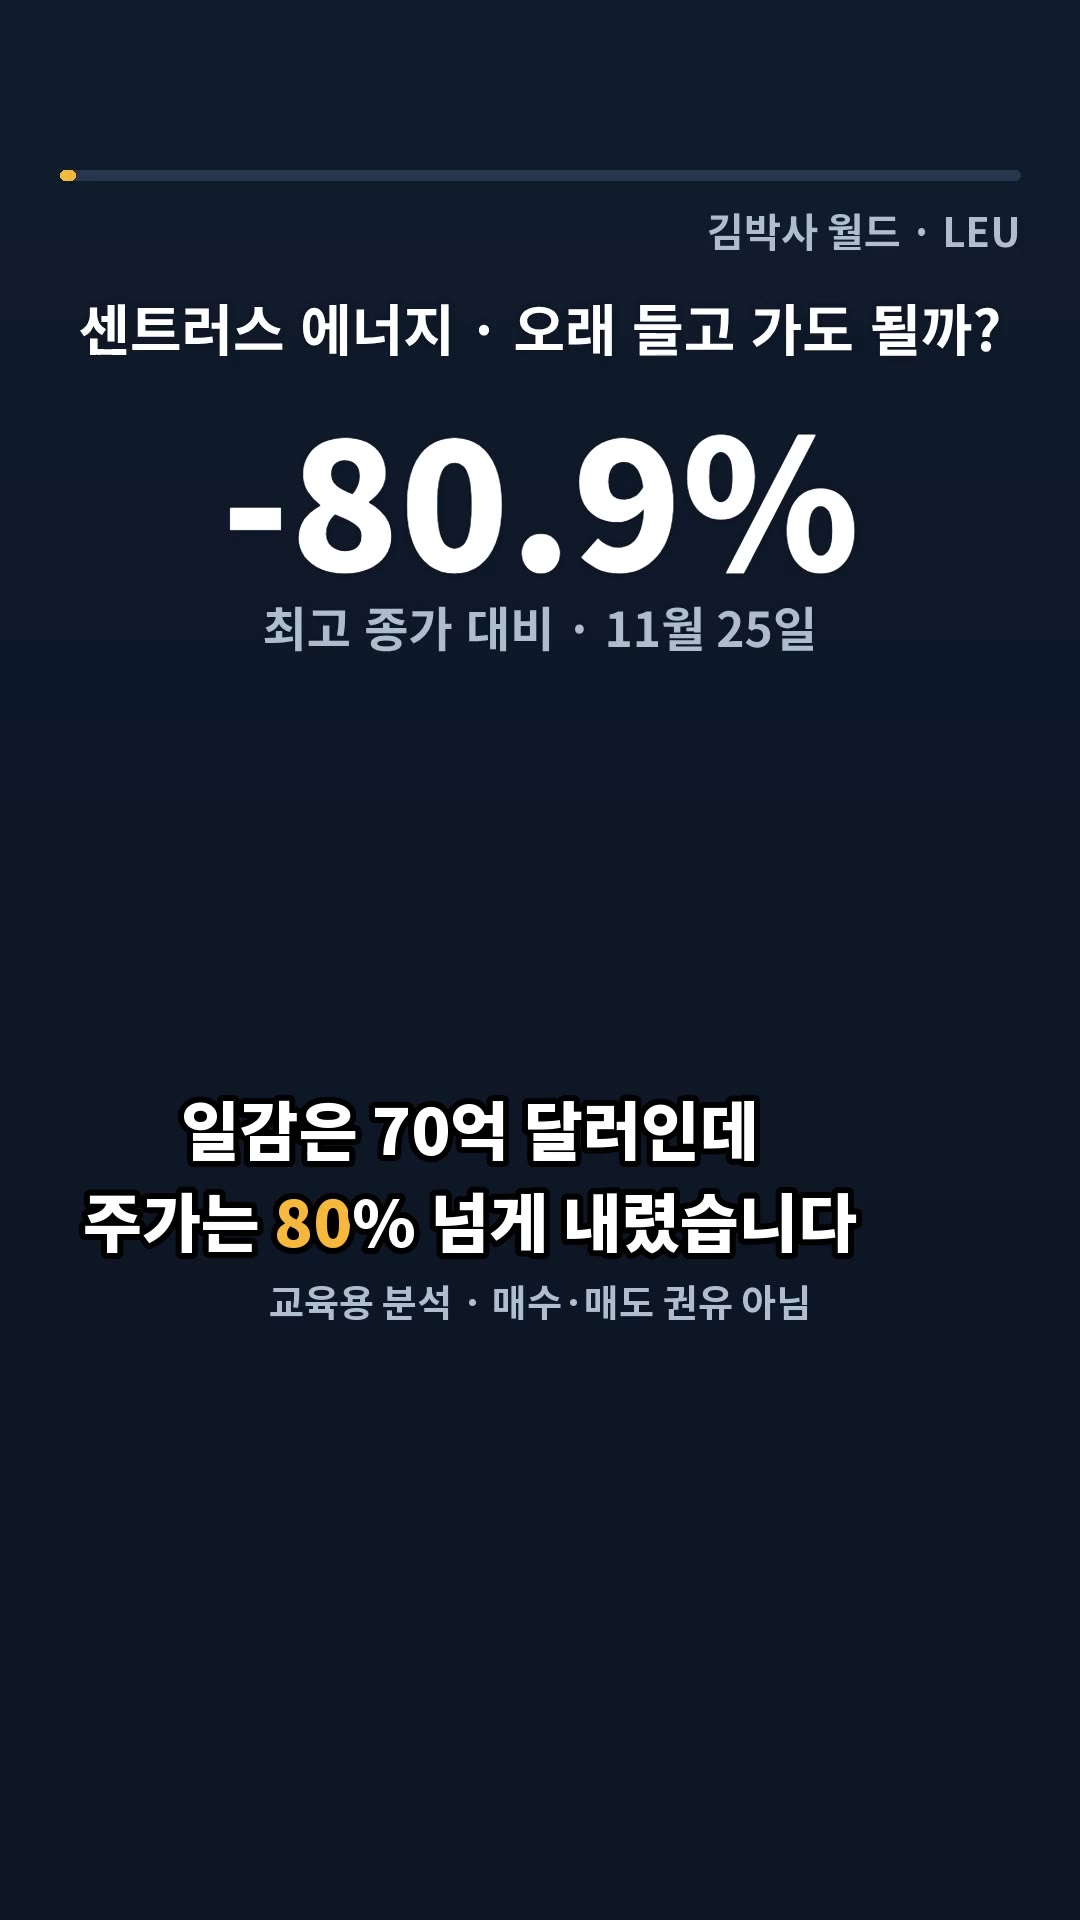 김박사 월드 · LEU
센트러스 에너지 · 오래 들고 가도 될까?
-80.9%
최고 종가 대비 · 11월 25일
일감은 70억 달러인데
주가는 80% 넘게 내렸습니다
교육용 분석 · 매수·매도 권유 아님